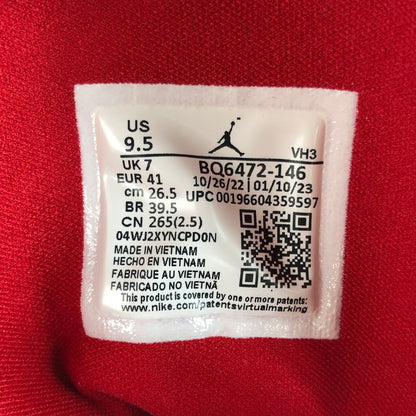 US
9.5
VH3
UK 7
BQ6472-146
EUR 41
10/26/22 01/10/23
cm 26.5
UPC 00196604359597
BR 39.5
CN 265(2.5)
04WJ2XYNCPD0N
MADE IN VIETNAM
HECHO EN VIETNAM
FABRIQUE AU VIETNAM
FABRICADO NO VIETNÃ
This product is covered by one or more patents:
www.nike.com/patentsvirtualmarking